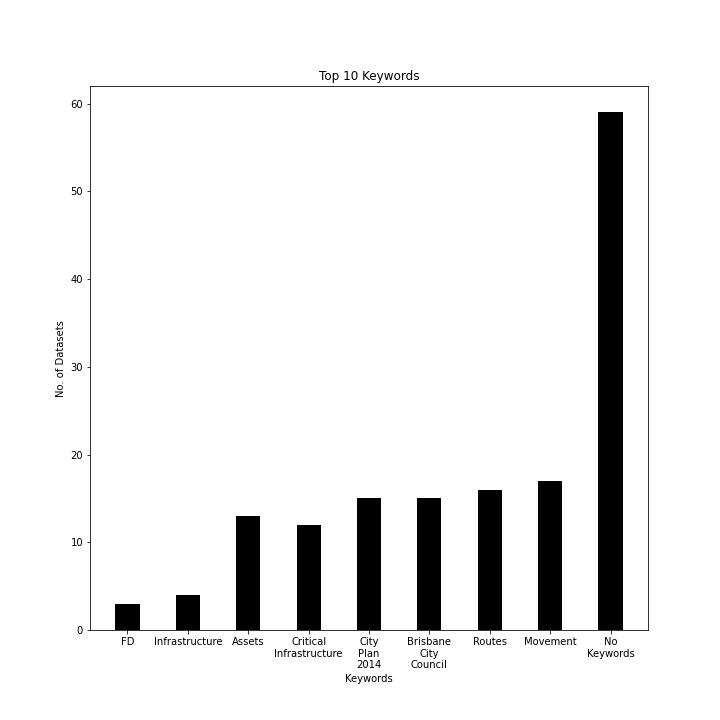 Top 10 Keywords
60
50
40
30
20
10
0
No. of Datasets
FD
Infrastructure
Assets
Critical
Infrastructure
City
Plan
2014
Brisbane
City
Council
Routes
Movement
No
Keywords
Keywords